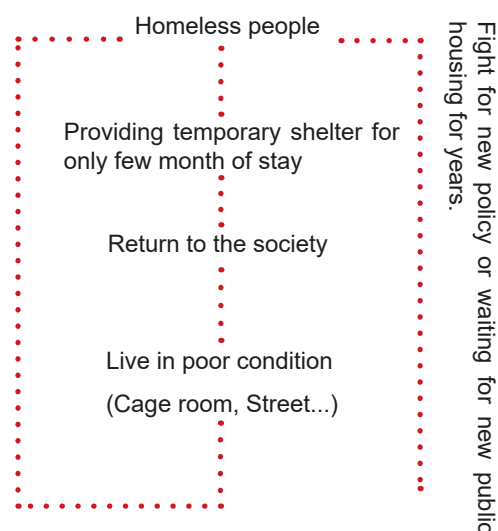 Homeless people
Providing temporary shelter for
only few month of stay
Return to the society
Live in poor condition
(Cage room, Street...)
Fight for new policy or waiting for new public
housing for years.